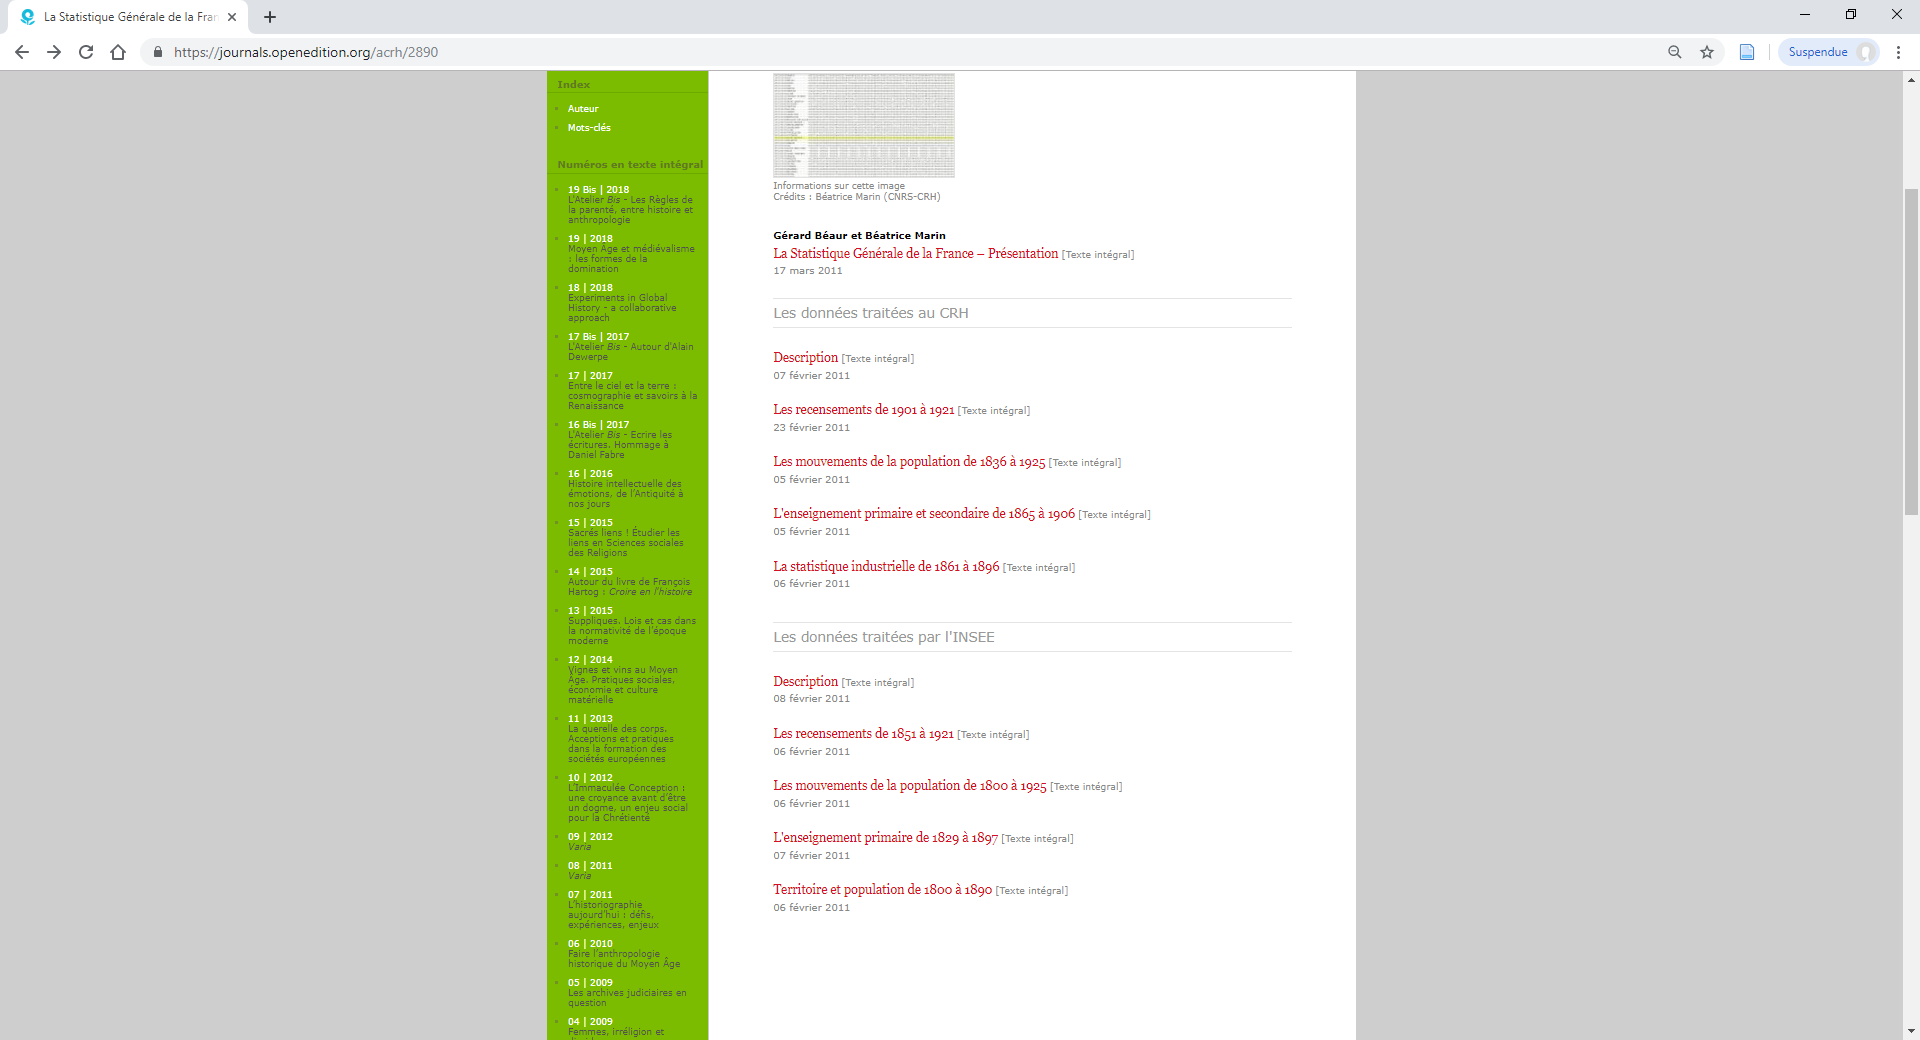 La Statistique Générale de la Fran
https://journals.openedition.org/acrh/2890
Suspendue
Index
Auteur
Mots-clés
Numéros en texte intégral
19 Bis | 2018
L'Atelier Bis - Les Règles de
la parenté, entre histoire et
anthropologie
19 | 2018
Moyen Âge et médiévalisme
: les formes de la
domination
18 | 2018
Experiments in Global
History - a collaborative
approach
17 Bis | 2017
L'Atelier Bis - Autour d'Alain
Dewerpe
17 | 2017
Entre le ciel et la terre :
cosmographie et savoirs à la
Renaissance
16 Bis | 2017
L'Atelier Bis - Ecrire les
écritures. Hommage à
Daniel Fabre
16 | 2016
Histoire intellectuelle des
émotions, de l'Antiquité à
nos jours
15 | 2015
Sacrés liens ! Étudier les
liens en Sciences sociales
des Religions
14 | 2015
Autour du livre de François
Hartog : Croire en l'histoire
13 | 2015
Suppliques. Lois et cas dans
la normativité de l'époque
moderne
12 | 2014
Vignes et vins au Moyen
Âge. Pratiques sociales,
économie et culture
matérielle
11 | 2013
La querelle des corps.
Acceptions et pratiques
dans la formation des
sociétés européennes
10 | 2012
L'Immaculée Conception :
une croyance avant d'être
un dogme, un enjeu social
pour la Chrétienté
09 | 2012
Varia
08 | 2011
Varia
07 | 2011
L'historiographie
aujourd'hui : défis,
expériences, enjeux
06 | 2010
Faire l'anthropologie
historique du Moyen Âge
05 | 2009
Les archives judiciaires en
question
04 | 2009
Femmes, irréligion et
Informations sur cette image
Crédits : Béatrice Marin (CNRS-CRH)
Gérard Béaur et Béatrice Marin
La Statistique Générale de la France – Présentation [Texte intégral]
17 mars 2011
Les données traitées au CRH
Description [Texte intégral]
07 février 2011
Les recensements de 1901 à 1921 [Texte intégral]
23 février 2011
Les mouvements de la population de 1836 à 1925 [Texte intégral]
05 février 2011
L'enseignement primaire et secondaire de 1865 à 1906 [Texte intégral]
05 février 2011
La statistique industrielle de 1861 à 1896 [Texte intégral]
06 février 2011
Les données traitées par l'INSEE
Description [Texte intégral]
08 février 2011
Les recensements de 1851 à 1921 [Texte intégral]
06 février 2011
Les mouvements de la population de 1800 à 1925 [Texte intégral]
06 février 2011
L'enseignement primaire de 1829 à 1897 [Texte intégral]
07 février 2011
Territoire et population de 1800 à 1890 [Texte intégral]
06 février 2011